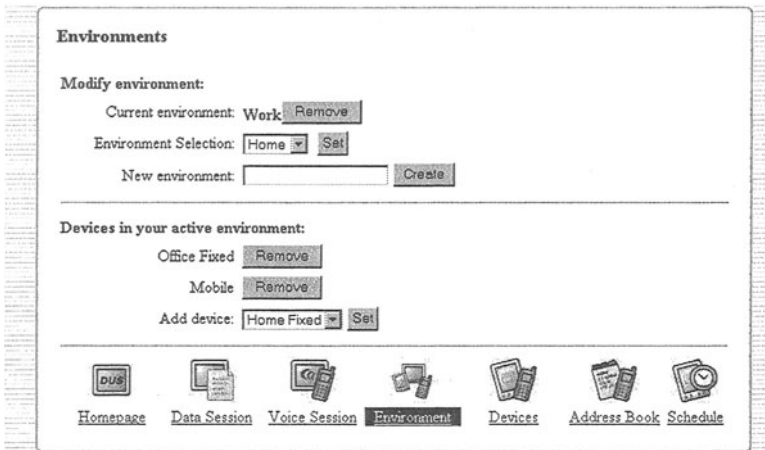 Environments
Modify environment:
Current environment: Work Remove
Environment Selection: Home Set
New environment: Create
Devices in your active environment:
Office Fixed Remove
Mobile Remove
Add device: Home Fixed Set
DUS
Homepage Data Session Voice Session Environment Devices Address Book Schedule